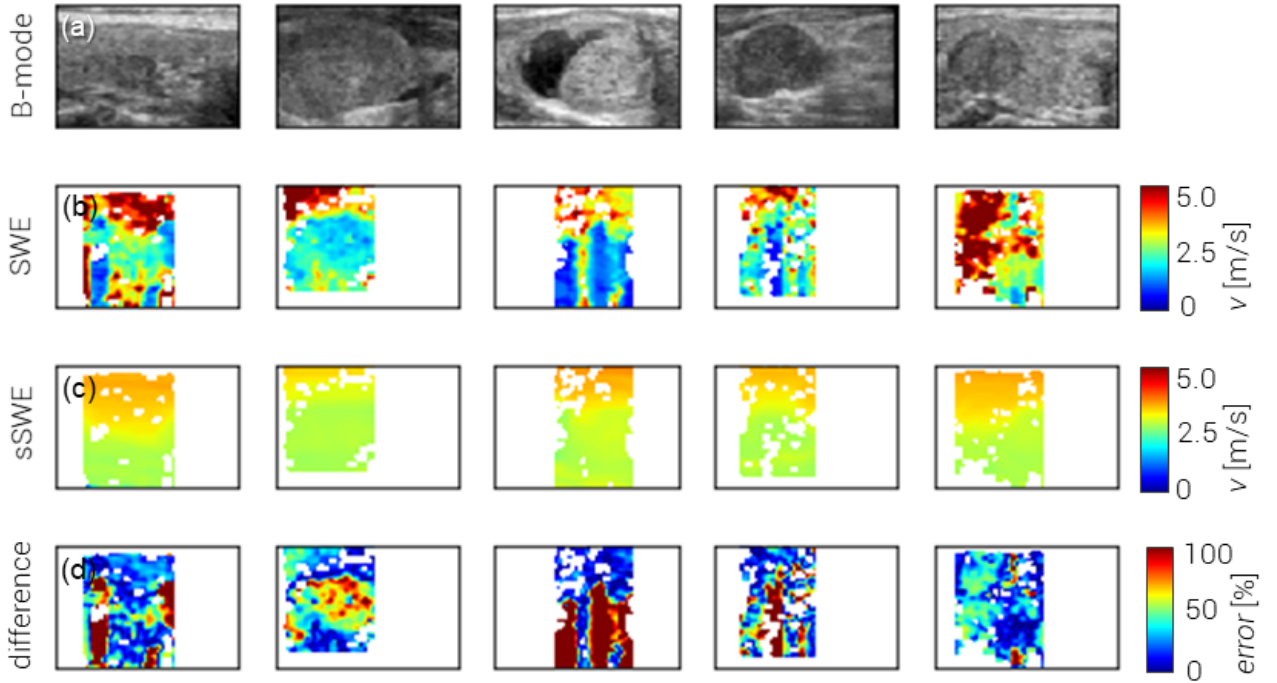 B-mode
(a)
SWE
(b)
5.0
2.5
0
v [m/s]
sSWE
(c)
5.0
2.5
0
v [m/s]
difference
(d)
100
50
0
error [%]